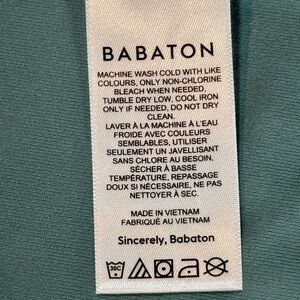 BABATON
MACHINE WASH COLD WITH LIKE
COLOURS, ONLY NON-CHLORINE
BLEACH WHEN NEEDED,
TUMBLE DRY LOW, COOL IRON
ONLY IF NEEDED, DO NOT DRY
CLEAN.
LAVER À LA MACHINE À L'EAU
FROIDE AVEC COULEURS
SEMBLABLES, UTILISER
SEULEMENT UN JAVELLISANT
SANS CHLORE AU BESOIN.
SÉCHER À BASSE
TEMPÉRATURE, REPASSAGE
DOUX SI NÉCESSAIRE, NE PAS
NETTOYER À SEC.
MADE IN VIETNAM
FABRIQUÉ AU VIETNAM
Sincerely, Babaton
30C